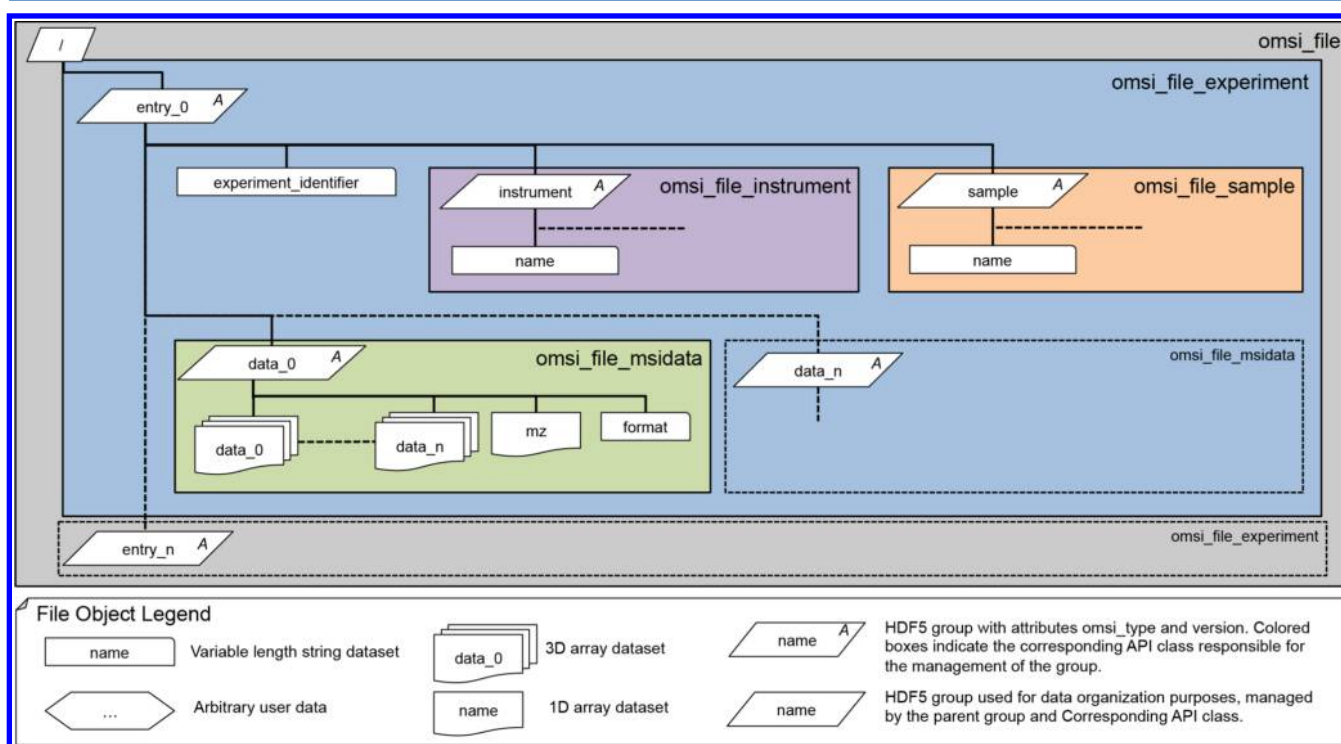 /
omsi_file
omsi_file_experiment
entry_0 A
experiment_identifier
instrument A
omsi_file_instrument
name
sample A
omsi_file_sample
name
data_0 A
omsi_file_msidata
data_0
data_n
mz
format
data_n A
omsi_file_msidata
entry_n A
omsi_file_experiment
File Object Legend
name
Variable length string dataset
...
Arbitrary user data
data_0
3D array dataset
name
1D array dataset
name A
HDF5 group with attributes omsi_type and version. Colored
boxes indicate the corresponding API class responsible for
the management of the group.
name
HDF5 group used for data organization purposes, managed
by the parent group and Corresponding API class.